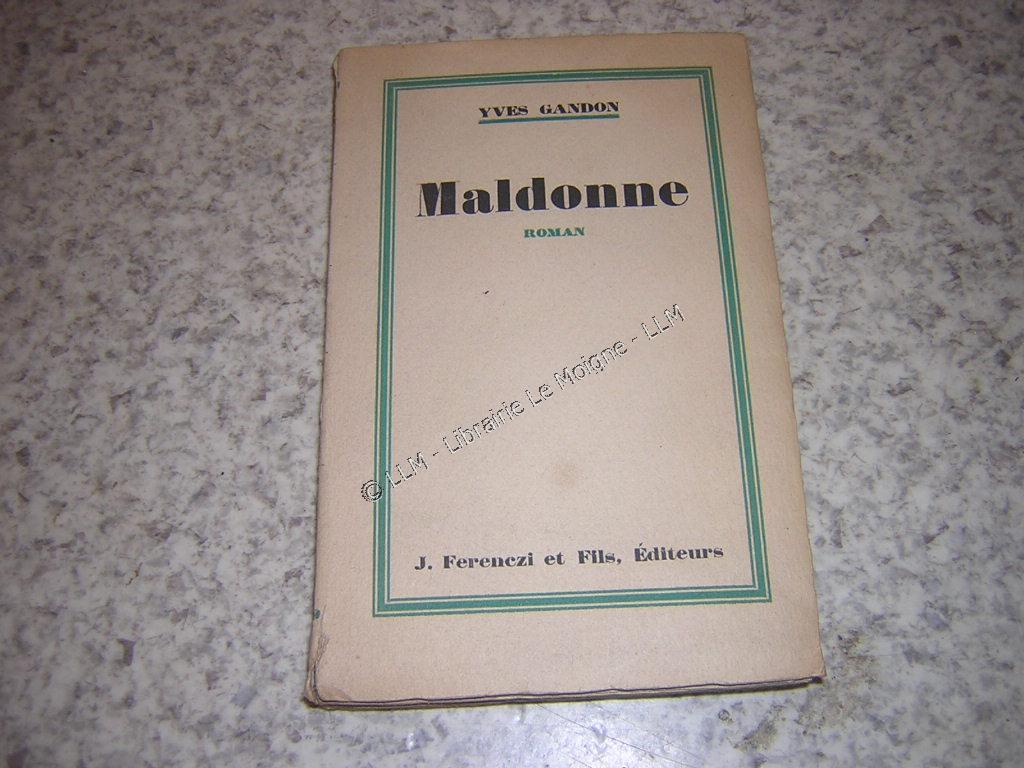 YVES GANDON
Maldonne
ROMAN
© LLM - Librairie Le Moigne - LLM
J. Ferenczi et Fils, Éditeurs